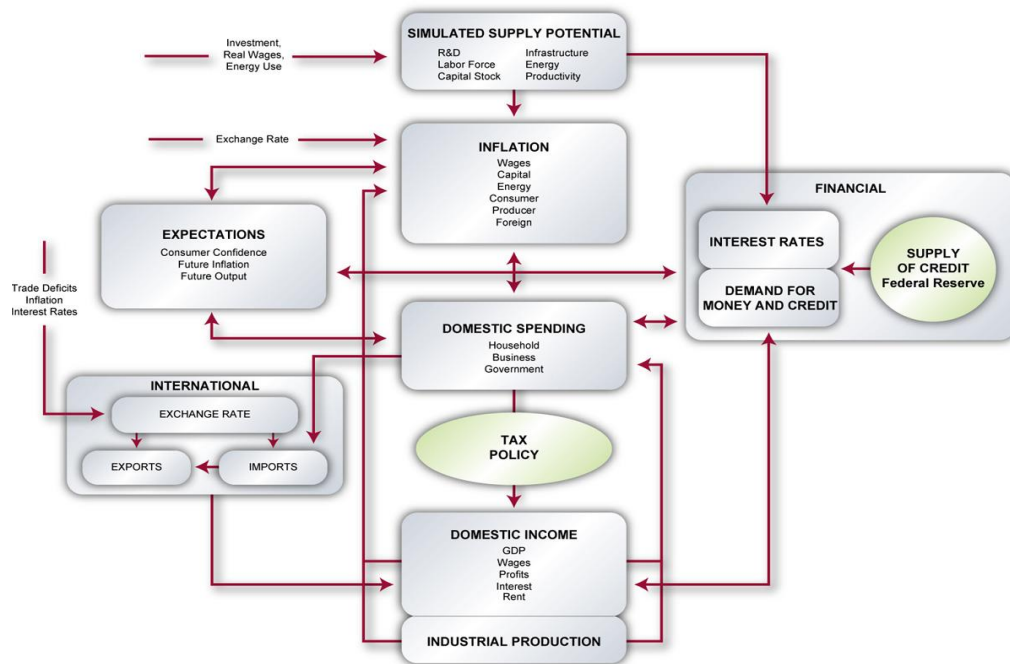 SIMULATED SUPPLY POTENTIAL
R&D
Labor Force
Capital Stock
Infrastructure
Energy
Productivity
Investment,
Real Wages,
Energy Use
Exchange Rate
INFLATION
Wages
Capital
Energy
Consumer
Producer
Foreign
FINANCIAL
INTEREST RATES
DEMAND FOR
MONEY AND CREDIT
SUPPLY
OF CREDIT
Federal Reserve
EXPECTATIONS
Consumer Confidence
Future Inflation
Future Output
Trade Deficits
Inflation
Interest Rates
DOMESTIC SPENDING
Household
Business
Government
INTERNATIONAL
EXCHANGE RATE
EXPORTS
IMPORTS
TAX
POLICY
DOMESTIC INCOME
GDP
Wages
Profits
Interest
Rent
INDUSTRIAL PRODUCTION